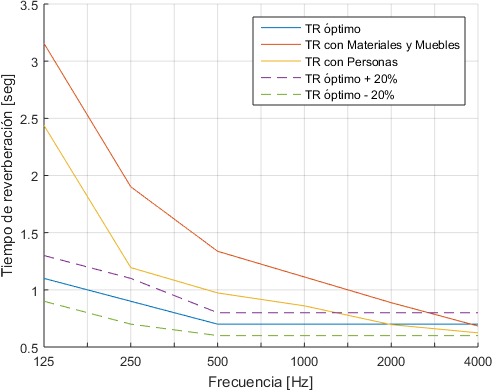 3.5
3
2.5
2
1.5
1
0.5
Tiempo de reverberación [seg]
TR óptimo
TR con Materiales y Muebles
TR con Personas
TR óptimo + 20%
TR óptimo - 20%
125
250
500
1000
2000
4000
Frecuencia [Hz]